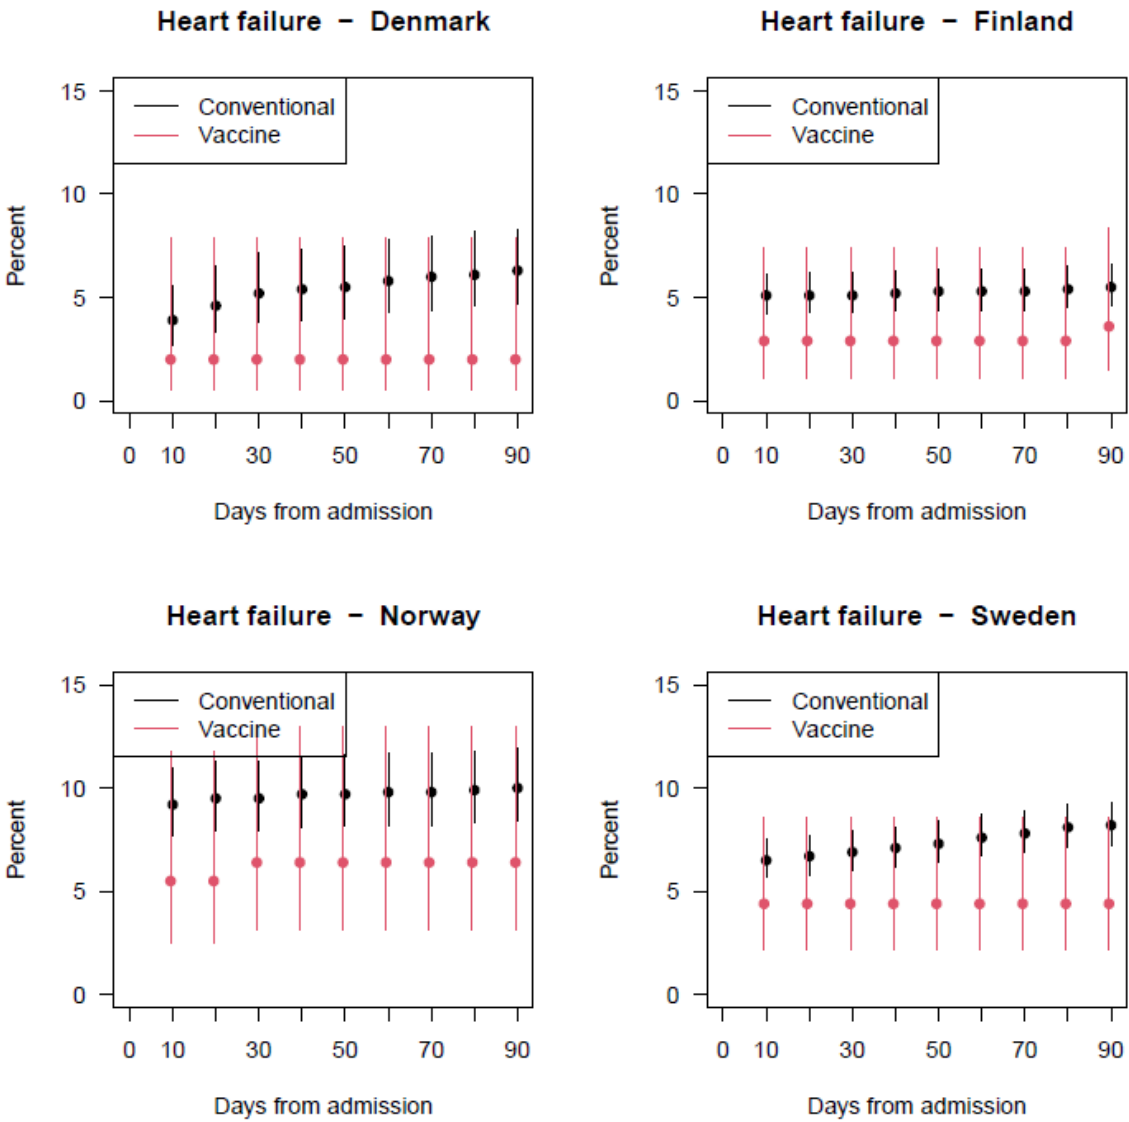 Heart failure − Denmark
15
10
5
0
Percent
Conventional
Vaccine
0 10 30 50 70 90
Days from admission
Heart failure − Finland
15
10
5
0
Percent
Conventional
Vaccine
0 10 30 50 70 90
Days from admission
Heart failure − Norway
15
10
5
0
Percent
Conventional
Vaccine
0 10 30 50 70 90
Days from admission
Heart failure − Sweden
15
10
5
0
Percent
Conventional
Vaccine
0 10 30 50 70 90
Days from admission